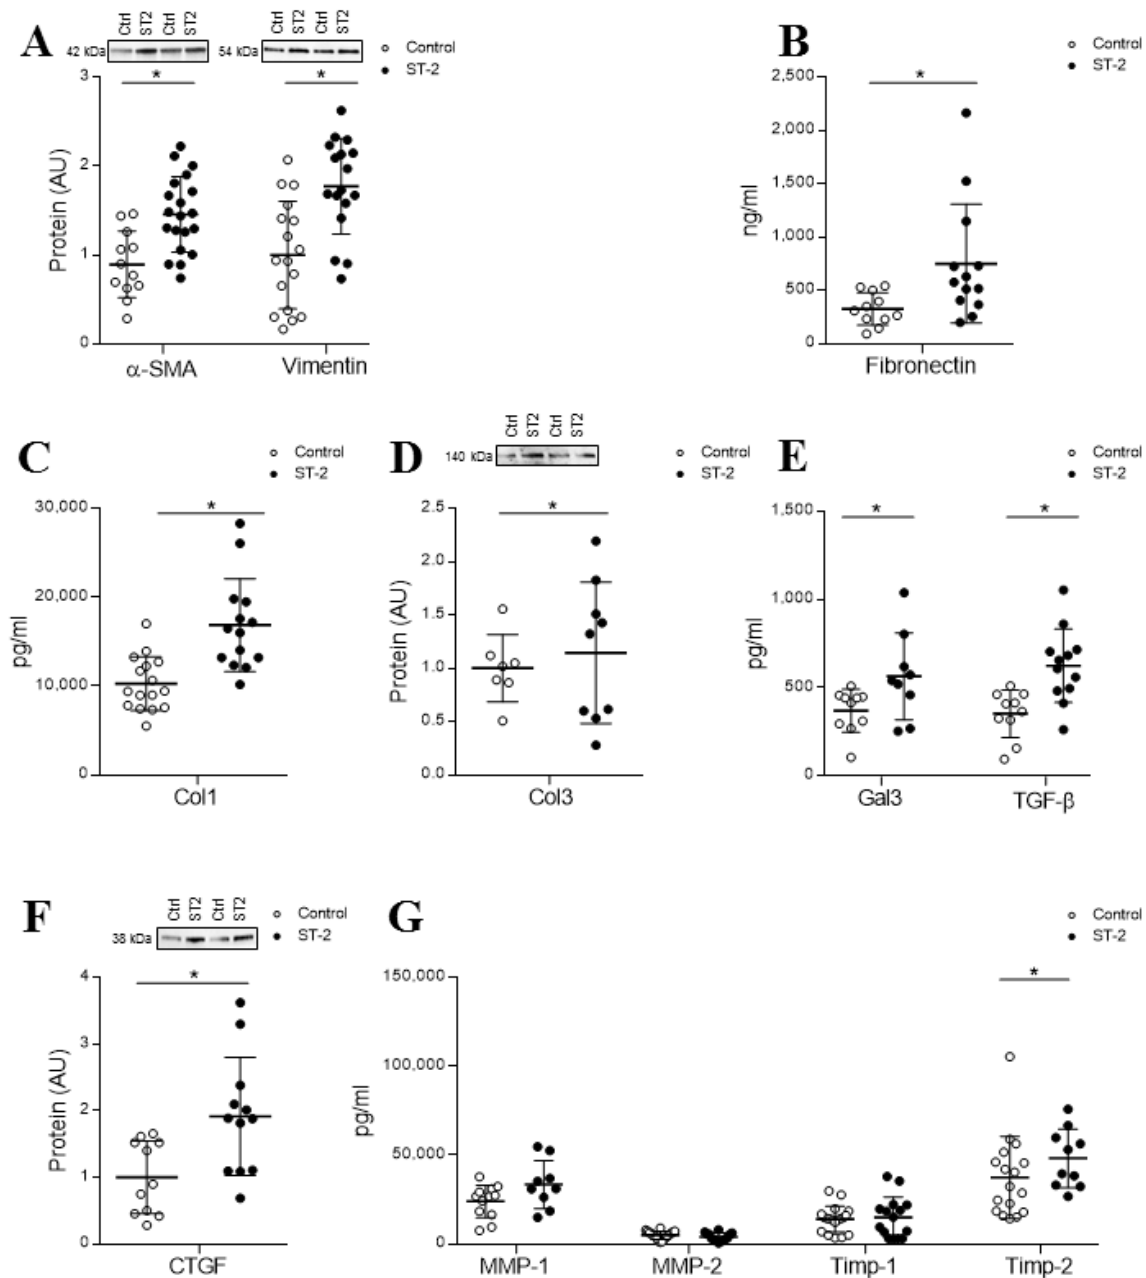 A
Ctrl ST2 Ctrl ST2
42 kDa
Ctrl ST2 Ctrl ST2
54 kDa
Control
ST-2
Protein (AU)
3
2
1
0
*
*
α-SMA
Vimentin
B
Control
ST-2
ng/ml
2,500
2,000
1,500
1,000
500
0
*
Fibronectin
C
Control
ST-2
pg/ml
30,000
20,000
10,000
0
*
Col1
D
Ctrl ST2 Ctrl ST2
140 kDa
Control
ST-2
Protein (AU)
2.5
2.0
1.5
1.0
0.5
0.0
*
Col3
E
Control
ST-2
pg/ml
1,500
1,000
500
0
*
*
Gal3
TGF-β
F
Ctrl ST2 Ctrl ST2
38 kDa
Control
ST-2
Protein (AU)
4
3
2
1
0
*
CTGF
G
Control
ST-2
pg/ml
150,000
100,000
50,000
0
*
MMP-1
MMP-2
Timp-1
Timp-2